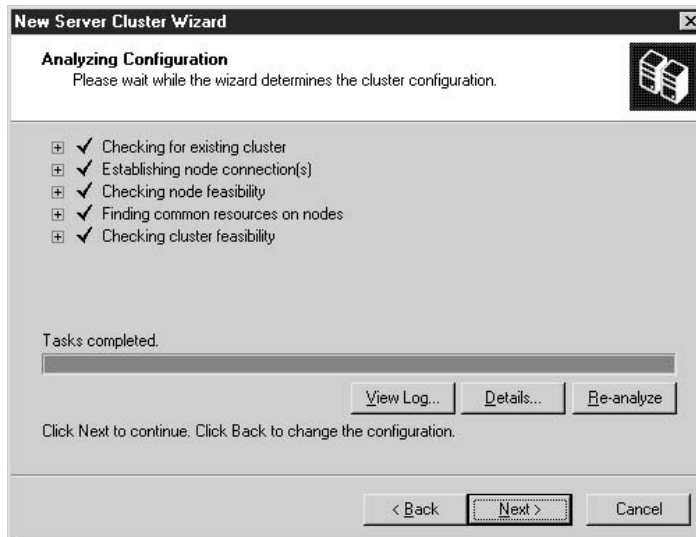 New Server Cluster Wizard
Analyzing Configuration
Please wait while the wizard determines the cluster configuration.
Checking for existing cluster
Establishing node connection(s)
Checking node feasibility
Finding common resources on nodes
Checking cluster feasibility
Tasks completed.
View Log... Details... Re-analyze
Click Next to continue. Click Back to change the configuration.
< Back Next > Cancel